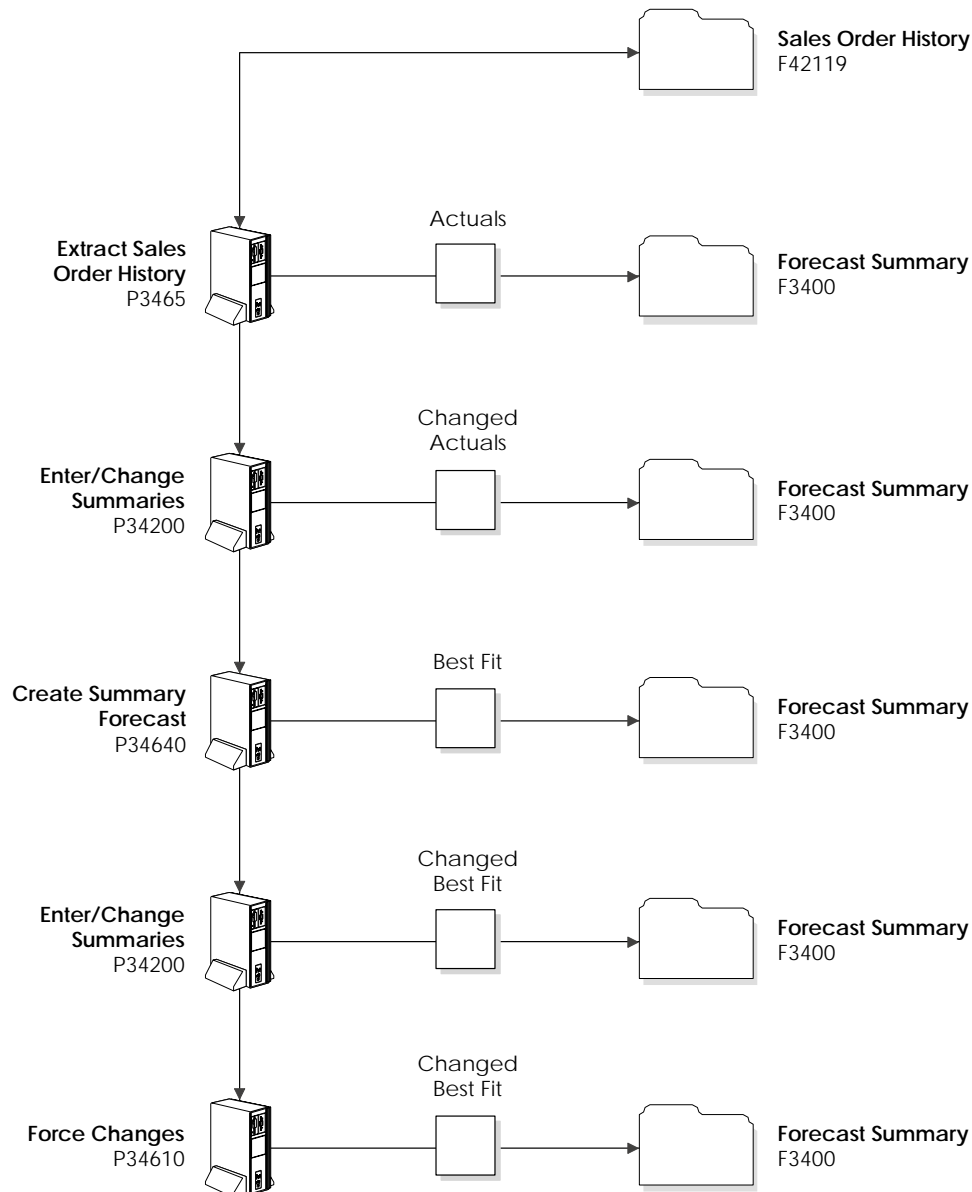 Sales Order History
F42119
Extract Sales
Order History
P3465
Actuals
Forecast Summary
F3400
Enter/Change
Summaries
P34200
Changed
Actuals
Forecast Summary
F3400
Create Summary
Forecast
P34640
Best Fit
Forecast Summary
F3400
Enter/Change
Summaries
P34200
Changed
Best Fit
Forecast Summary
F3400
Force Changes
P34610
Changed
Best Fit
Forecast Summary
F3400